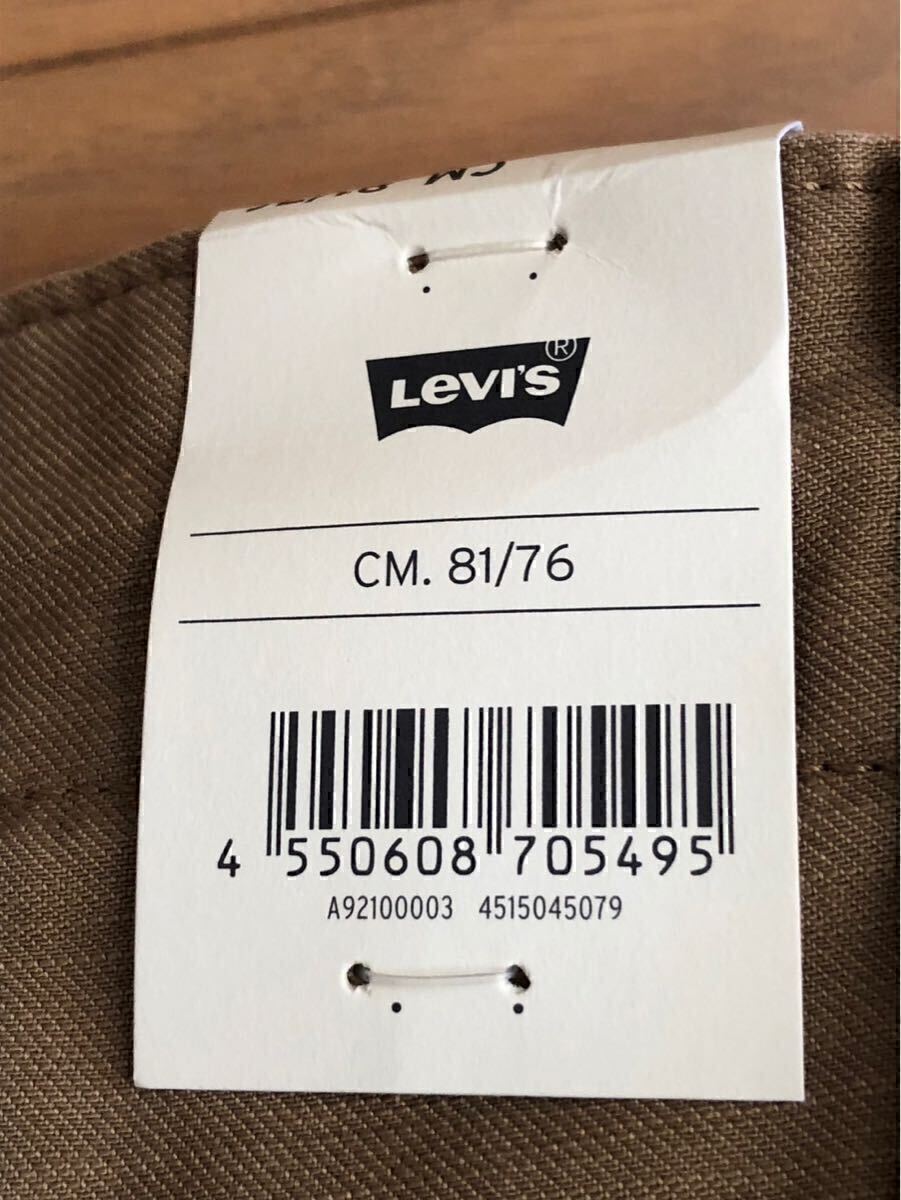 LEVI'S®
CM. 81/76
4 550608 705495
A92100003 4515045079